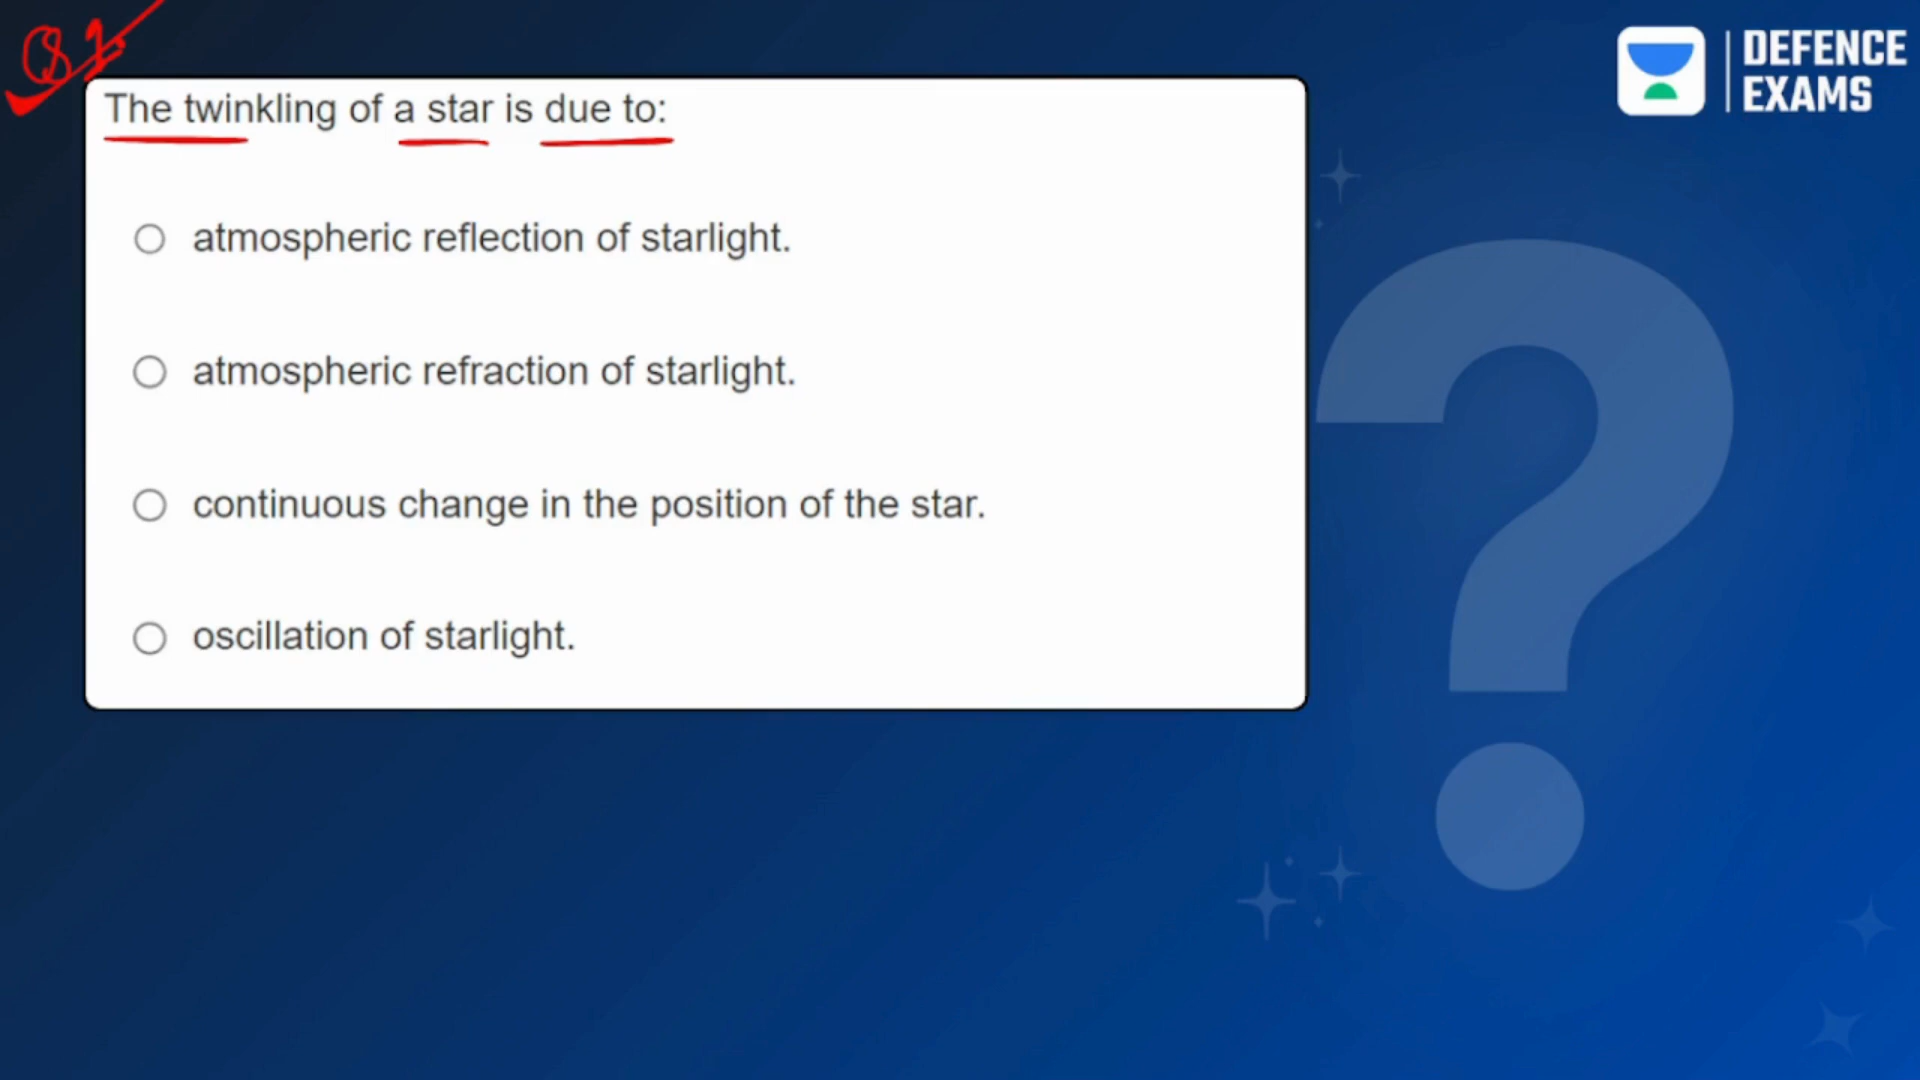 Q 1
DEFENCE
EXAMS
The twinkling of a star is due to:
atmospheric reflection of starlight.
atmospheric refraction of starlight.
continuous change in the position of the star.
oscillation of starlight.